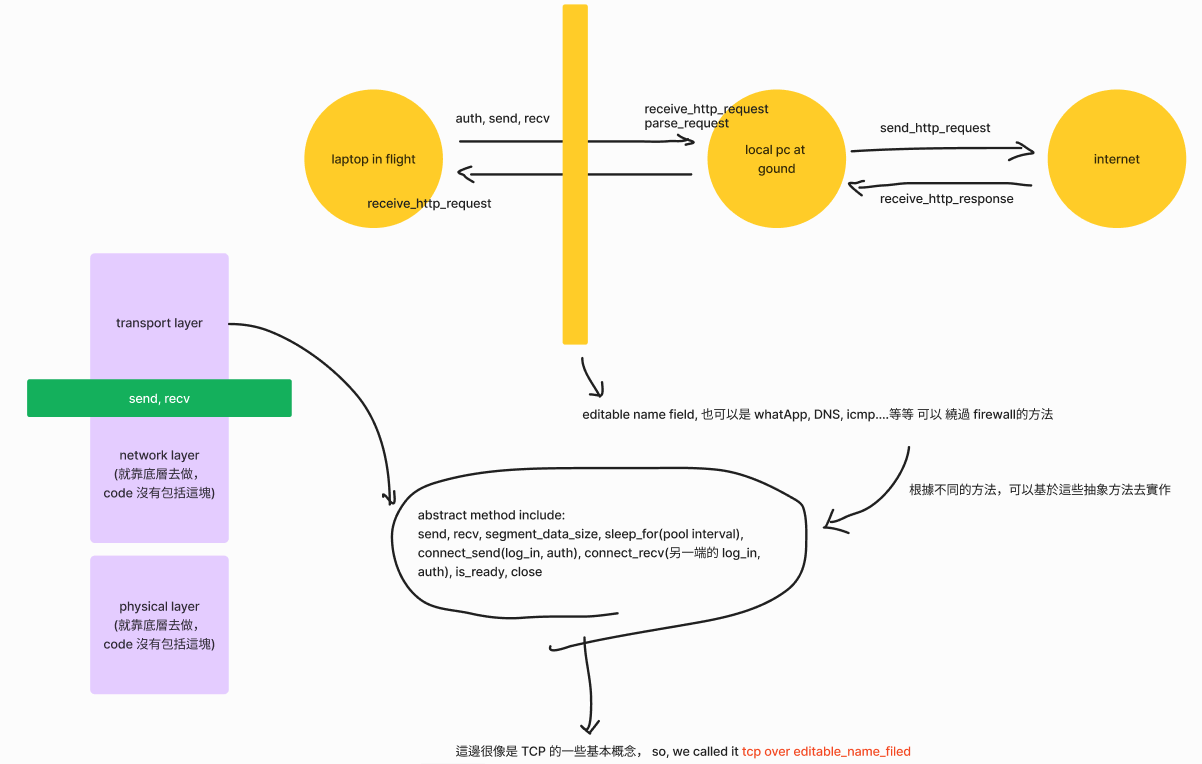 receive_http_request
parse_request
auth, send, recv
send_http_request
laptop in flight
local pc at
gound
internet
receive_http_request
receive_http_response
transport layer
send, recv
editable name field, 也可以是 whatApp, DNS, icmp....等等 可以 繞過 firewall的方法
network layer
(就靠底層去做，
code 沒有包括這塊)
根據不同的方法，可以基於這些抽象方法去實作
abstract method include:
send, recv, segment_data_size, sleep_for(pool interval),
connect_send(log_in, auth), connect_recv(另一端的 log_in,
auth), is_ready, close
physical layer
(就靠底層去做，
code 沒有包括這塊)
這邊很像是 TCP 的一些基本概念， so, we called it tcp over editable_name_filed